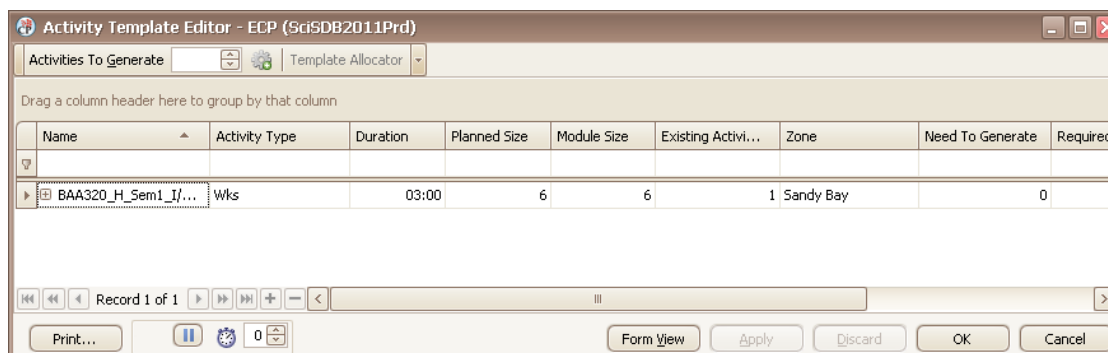 Activity Template Editor - ECP (SciSDB2011Prd)
Activities To Generate Template Allocator
Drag a column header here to group by that column
Name Activity Type Duration Planned Size Module Size Existing Activi... Zone Need To Generate Required
BAA320_H_Sem1_I/... Wks 03:00 6 6 1 Sandy Bay 0
Record 1 of 1
Print... 0 Form View Apply Discard OK Cancel